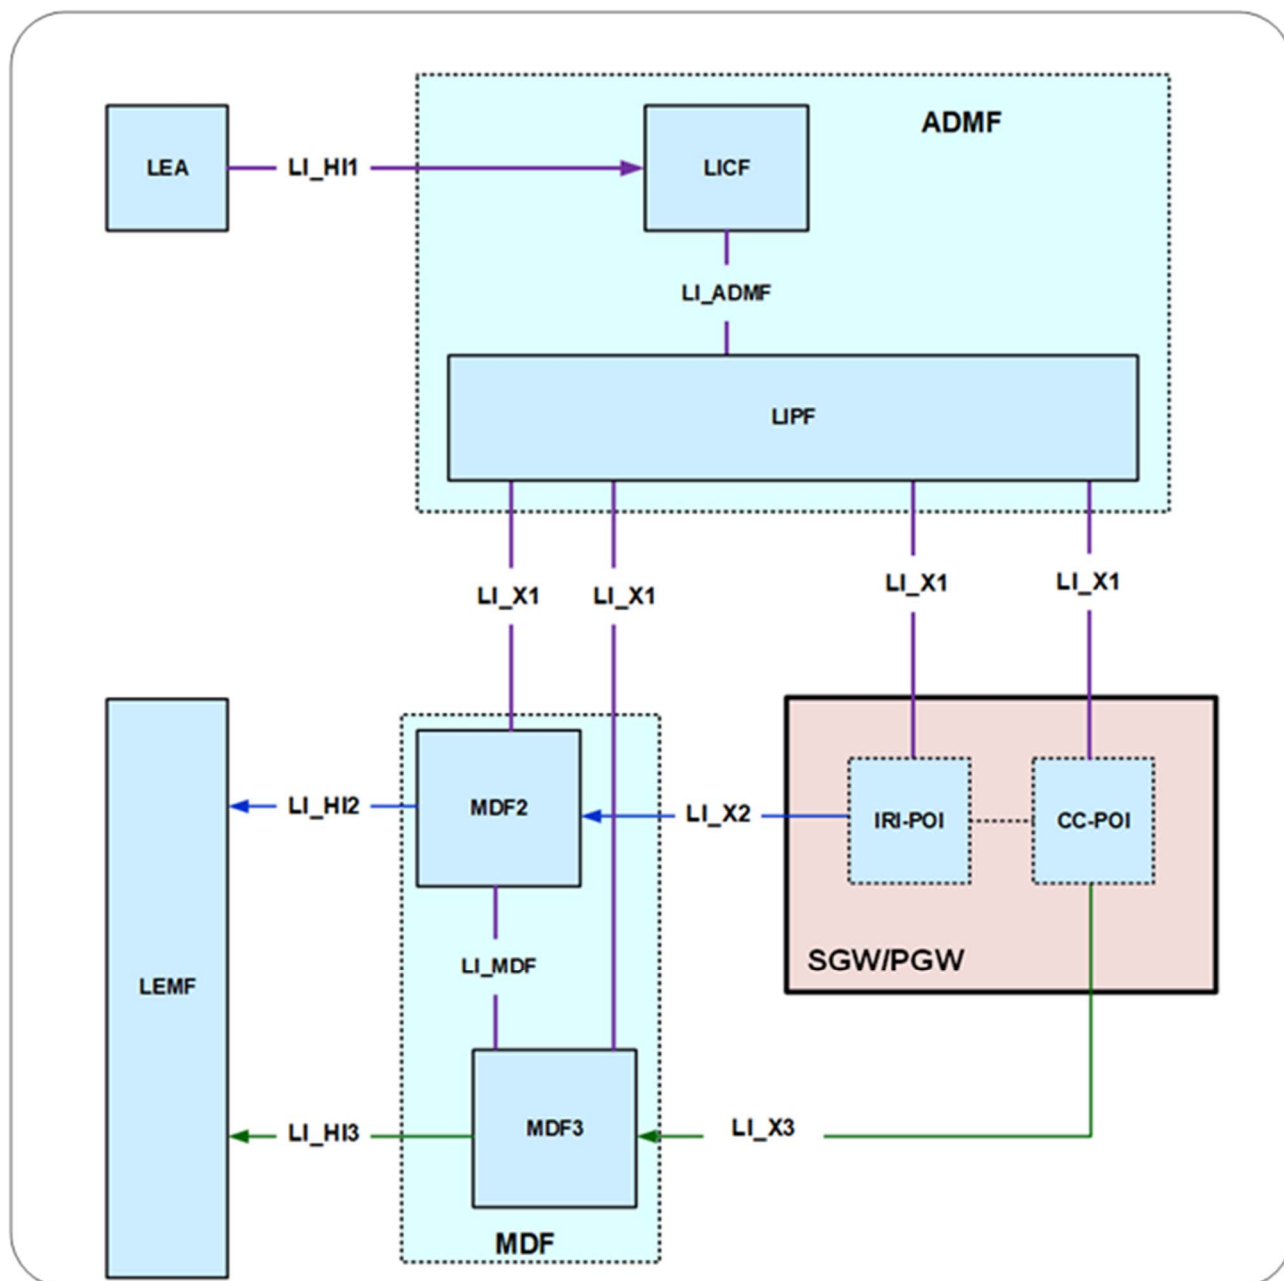 ADMF
LEA
LI_HI1
LICF
LI_ADMF
LIPF
LI_X1
LI_X1
LI_X1
LI_X1
LI_HI2
MDF2
LI_X2
IRI-POI
CC-POI
LI_MDF
SGW/PGW
LEMF
LI_HI3
MDF3
LI_X3
MDF